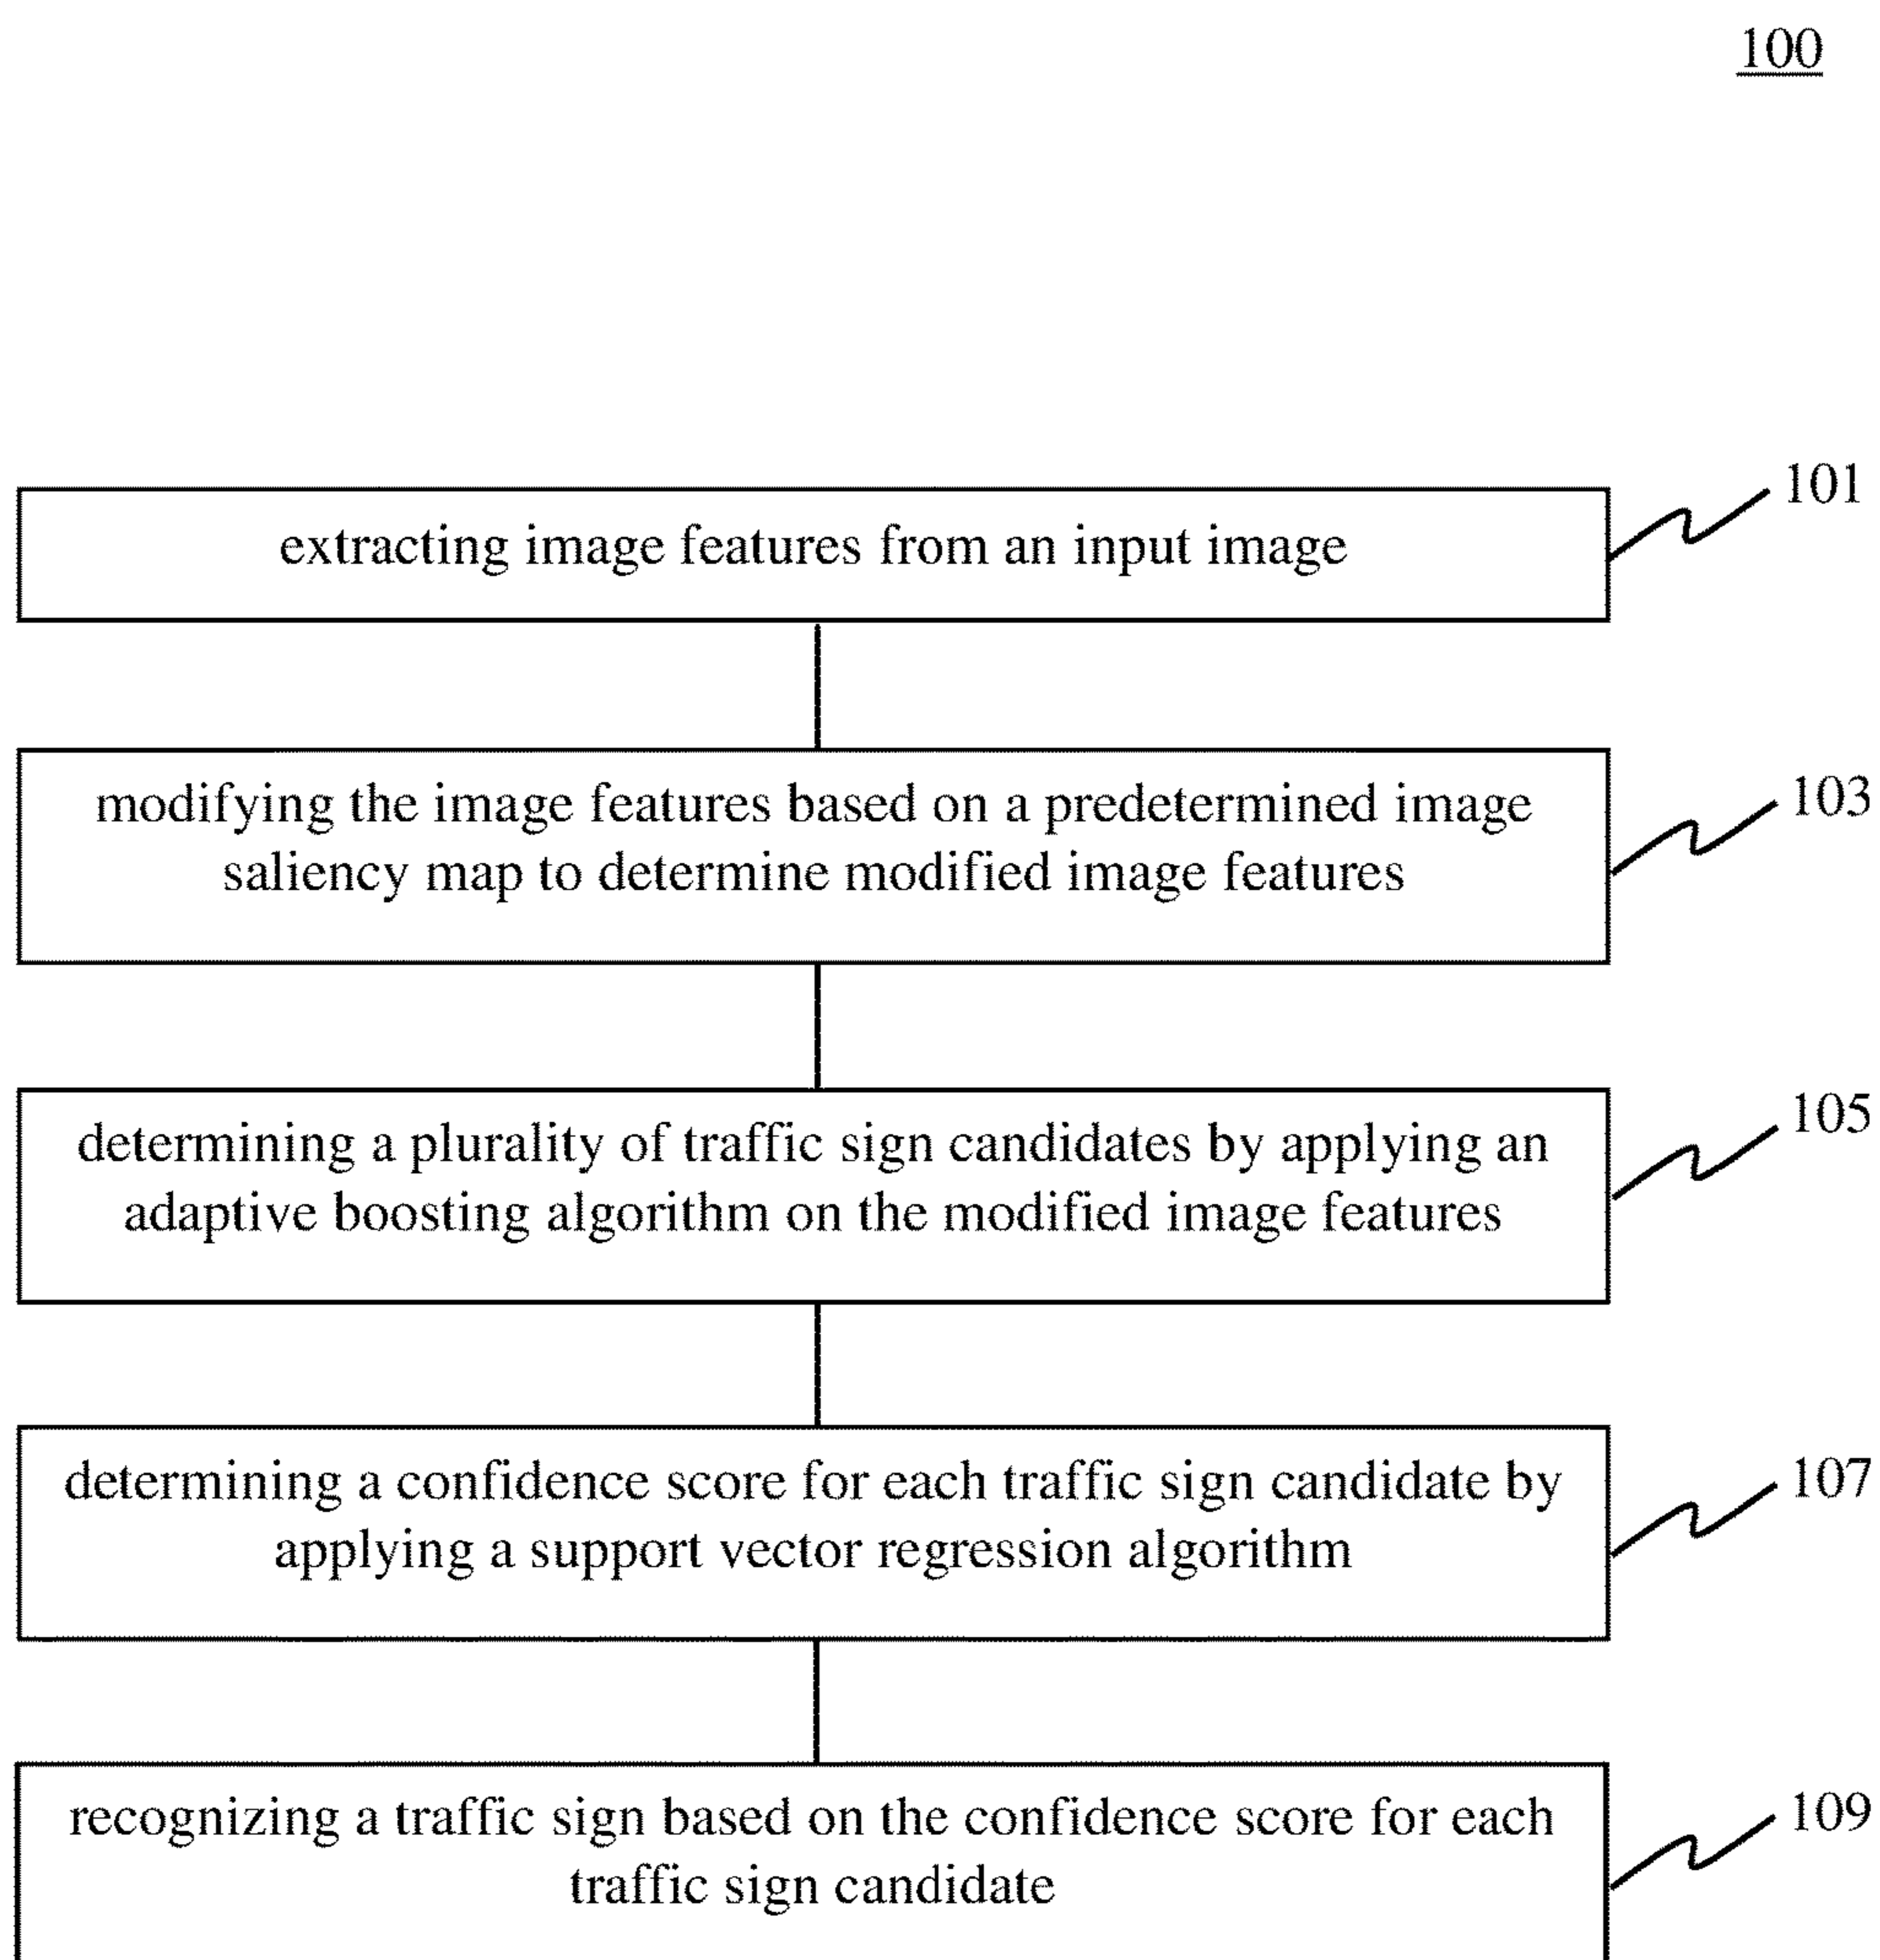 100
101
extracting image features from an input image
103
modifying the image features based on a predetermined image
saliency map to determine modified image features
105
determining a plurality of traffic sign candidates by applying an
adaptive boosting algorithm on the modified image features
107
determining a confidence score for each traffic sign candidate by
applying a support vector regression algorithm
109
recognizing a traffic sign based on the confidence score for each
traffic sign candidate